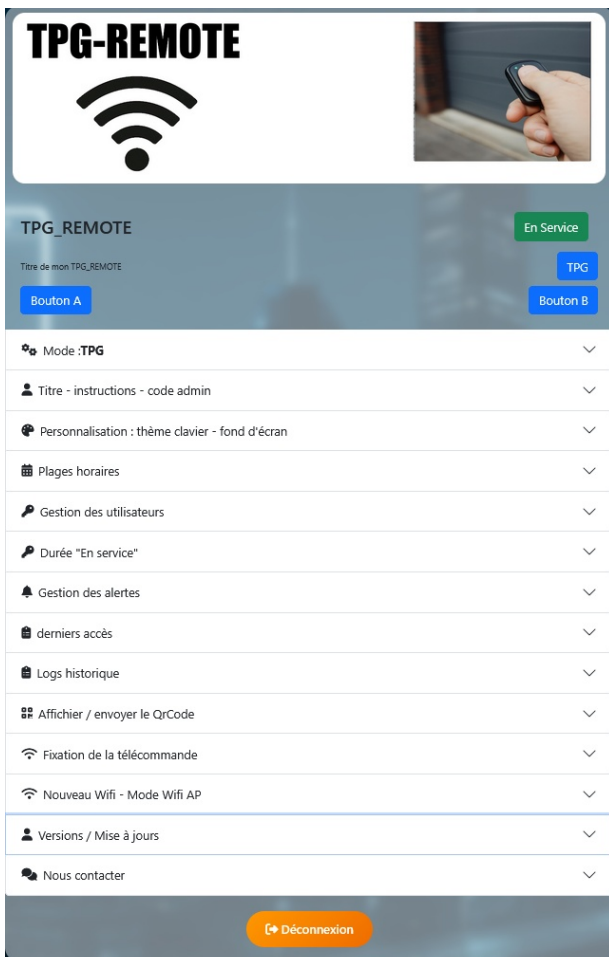 TPG-REMOTE
TPG_REMOTE
En Service
Titre de mon TPG_REMOTE
TPG
Bouton A
Bouton B
Mode :TPG
Titre - instructions - code admin
Personnalisation : thème clavier - fond d'écran
Plages horaires
Gestion des utilisateurs
Durée "En service"
Gestion des alertes
derniers accès
Logs historique
Afficher / envoyer le QrCode
Fixation de la télécommande
Nouveau Wifi - Mode Wifi AP
Versions / Mise à jours
Nous contacter
Déconnexion